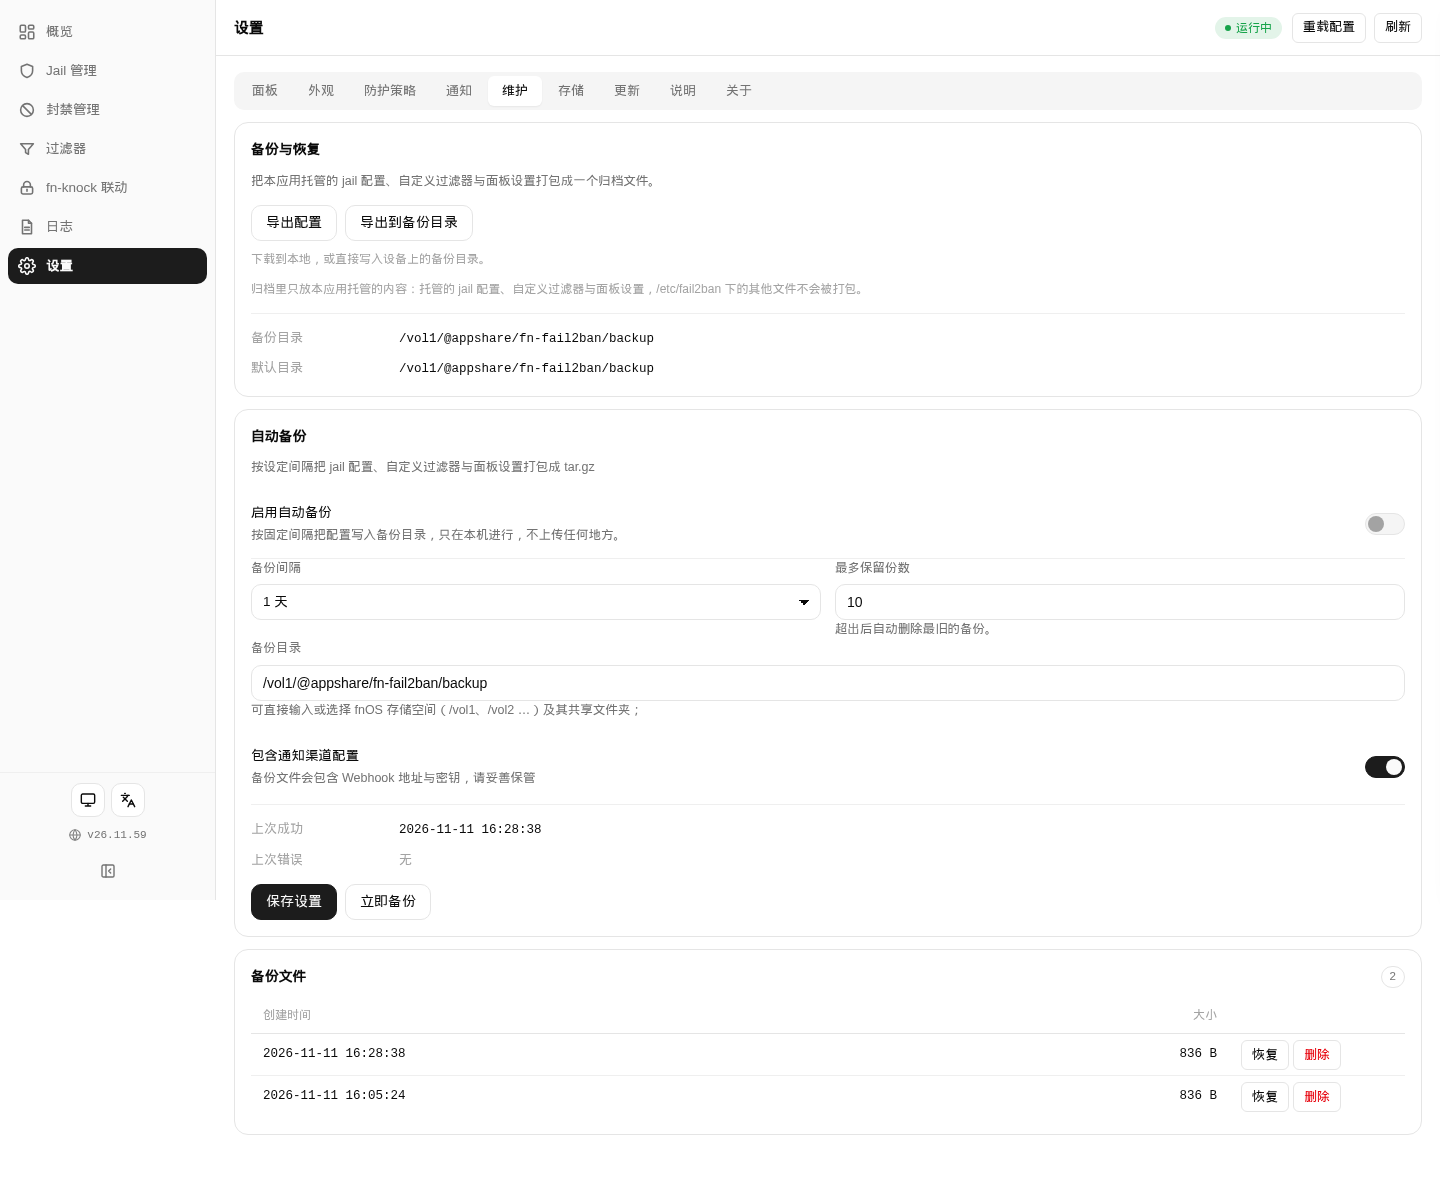 概览
Jail 管理
封禁管理
过滤器
fn-knock 联动
日志
设置
v26.11.59
设置
运行中
重载配置
刷新
面板 外观 防护策略 通知 维护 存储 更新 说明 关于
备份与恢复
把本应用托管的 jail 配置、自定义过滤器与面板设置打包成一个归档文件。
导出配置 导出到备份目录
下载到本地，或直接写入设备上的备份目录。
归档里只放本应用托管的内容：托管的 jail 配置、自定义过滤器与面板设置，/etc/fail2ban 下的其他文件不会被打包。
备份目录 /vol1/@appshare/fn-fail2ban/backup
默认目录 /vol1/@appshare/fn-fail2ban/backup
自动备份
按设定间隔把 jail 配置、自定义过滤器与面板设置打包成 tar.gz
启用自动备份
按固定间隔把配置写入备份目录，只在本机进行，不上传任何地方。
备份间隔 最多保留份数
1 天 10
超出后自动删除最旧的备份。
备份目录
/vol1/@appshare/fn-fail2ban/backup
可直接输入或选择 fnOS 存储空间（/vol1、/vol2 …）及其共享文件夹；
包含通知渠道配置
备份文件会包含 Webhook 地址与密钥，请妥善保管
上次成功 2026-11-11 16:28:38
上次错误 无
保存设置 立即备份
备份文件 2
创建时间 大小
2026-11-11 16:28:38 836 B 恢复 删除
2026-11-11 16:05:24 836 B 恢复 删除